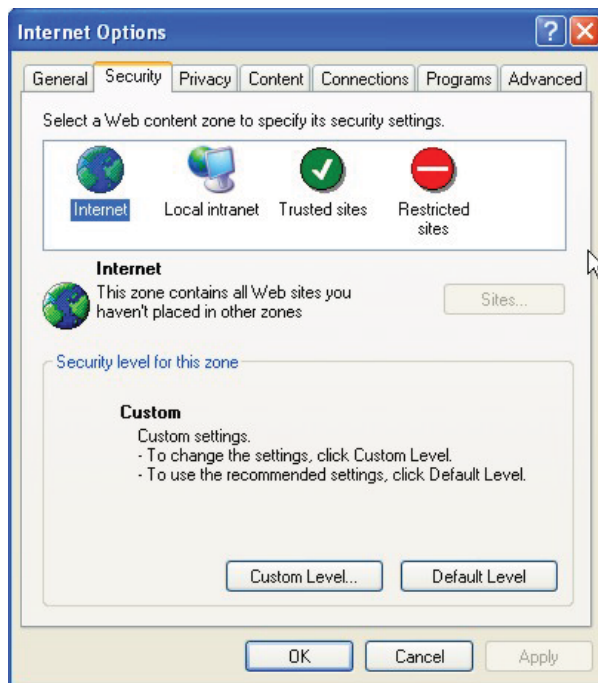 Internet Options
General Security Privacy Content Connections Programs Advanced
Select a Web content zone to specify its security settings.
Internet Local intranet Trusted sites Restricted sites
Internet
This zone contains all Web sites you
haven't placed in other zones
Sites...
Security level for this zone
Custom
Custom settings.
- To change the settings, click Custom Level.
- To use the recommended settings, click Default Level.
Custom Level... Default Level
OK Cancel Apply